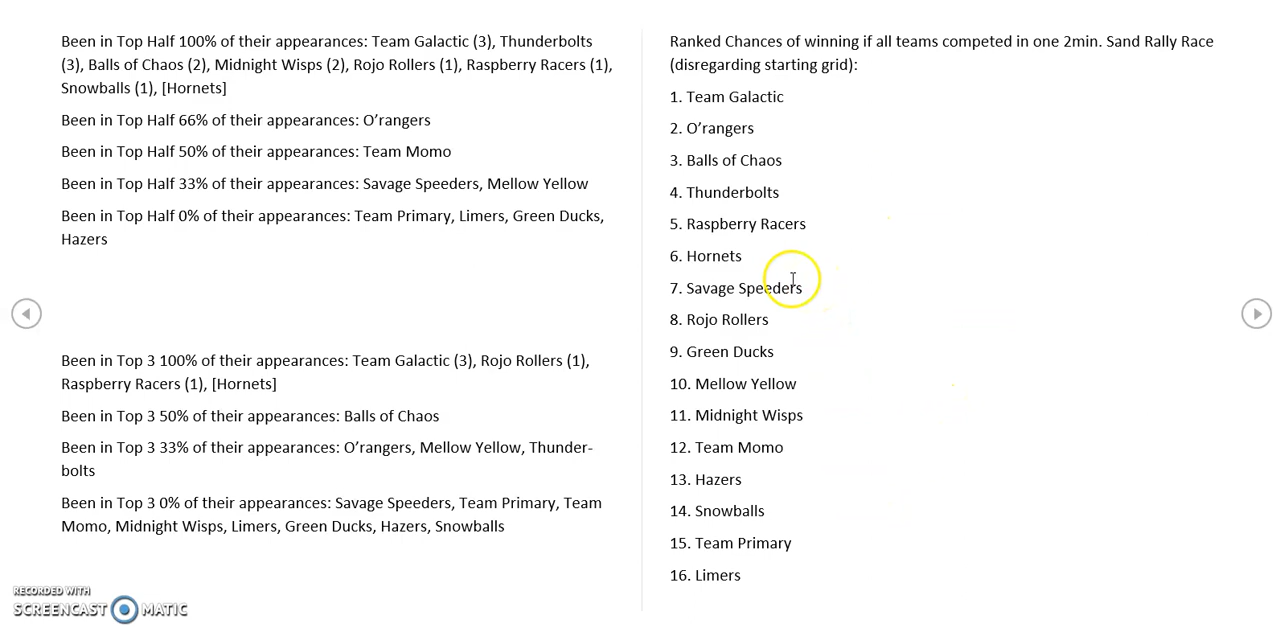 Been in Top Half 100% of their appearances: Team Galactic (3), Thunderbolts
(3), Balls of Chaos (2), Midnight Wisps (2), Rojo Rollers (1), Raspberry Racers (1),
Snowballs (1), [Hornets]
Been in Top Half 66% of their appearances: O’rangers
Been in Top Half 50% of their appearances: Team Momo
Been in Top Half 33% of their appearances: Savage Speeders, Mellow Yellow
Been in Top Half 0% of their appearances: Team Primary, Limers, Green Ducks,
Hazers
Been in Top 3 100% of their appearances: Team Galactic (3), Rojo Rollers (1),
Raspberry Racers (1), [Hornets]
Been in Top 3 50% of their appearances: Balls of Chaos
Been in Top 3 33% of their appearances: O’rangers, Mellow Yellow, Thunder-
bolts
Been in Top 3 0% of their appearances: Savage Speeders, Team Primary, Team
Momo, Midnight Wisps, Limers, Green Ducks, Hazers, Snowballs
Ranked Chances of winning if all teams competed in one 2min. Sand Rally Race
(disregarding starting grid):
1. Team Galactic
2. O’rangers
3. Balls of Chaos
4. Thunderbolts
5. Raspberry Racers
6. Hornets
7. Savage Speeders
8. Rojo Rollers
9. Green Ducks
10. Mellow Yellow
11. Midnight Wisps
12. Team Momo
13. Hazers
14. Snowballs
15. Team Primary
16. Limers
RECORDED WITH
SCREENCAST MATIC